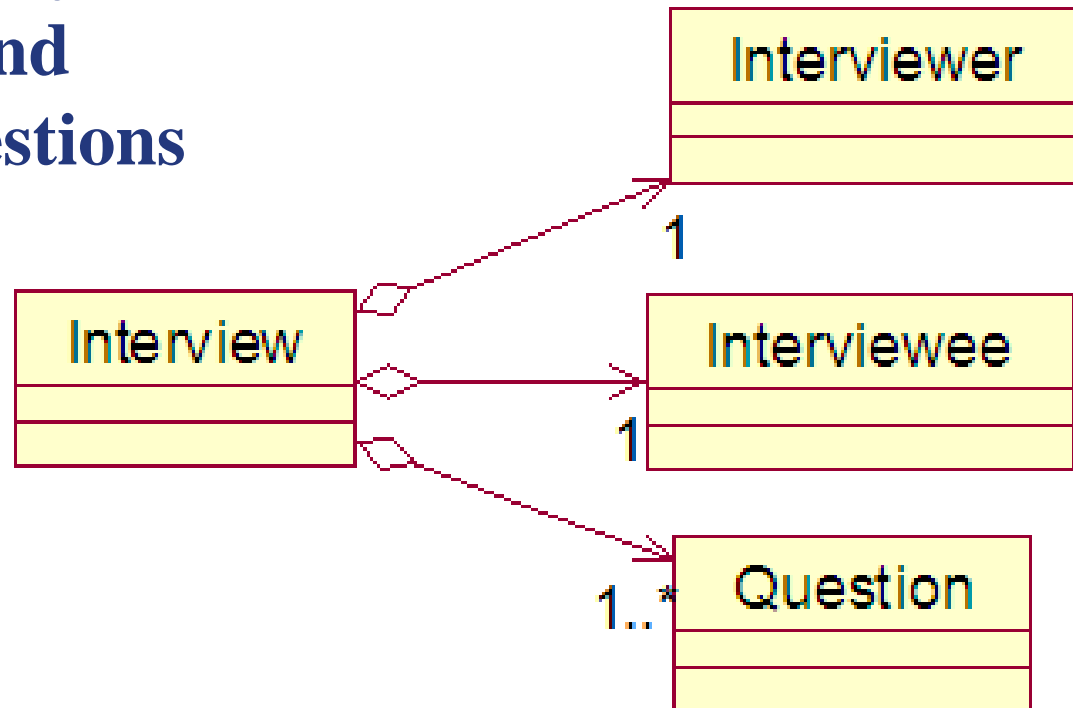 nd
estions
Interviewer
1
Interview
Interviewee
1
Question
1..*